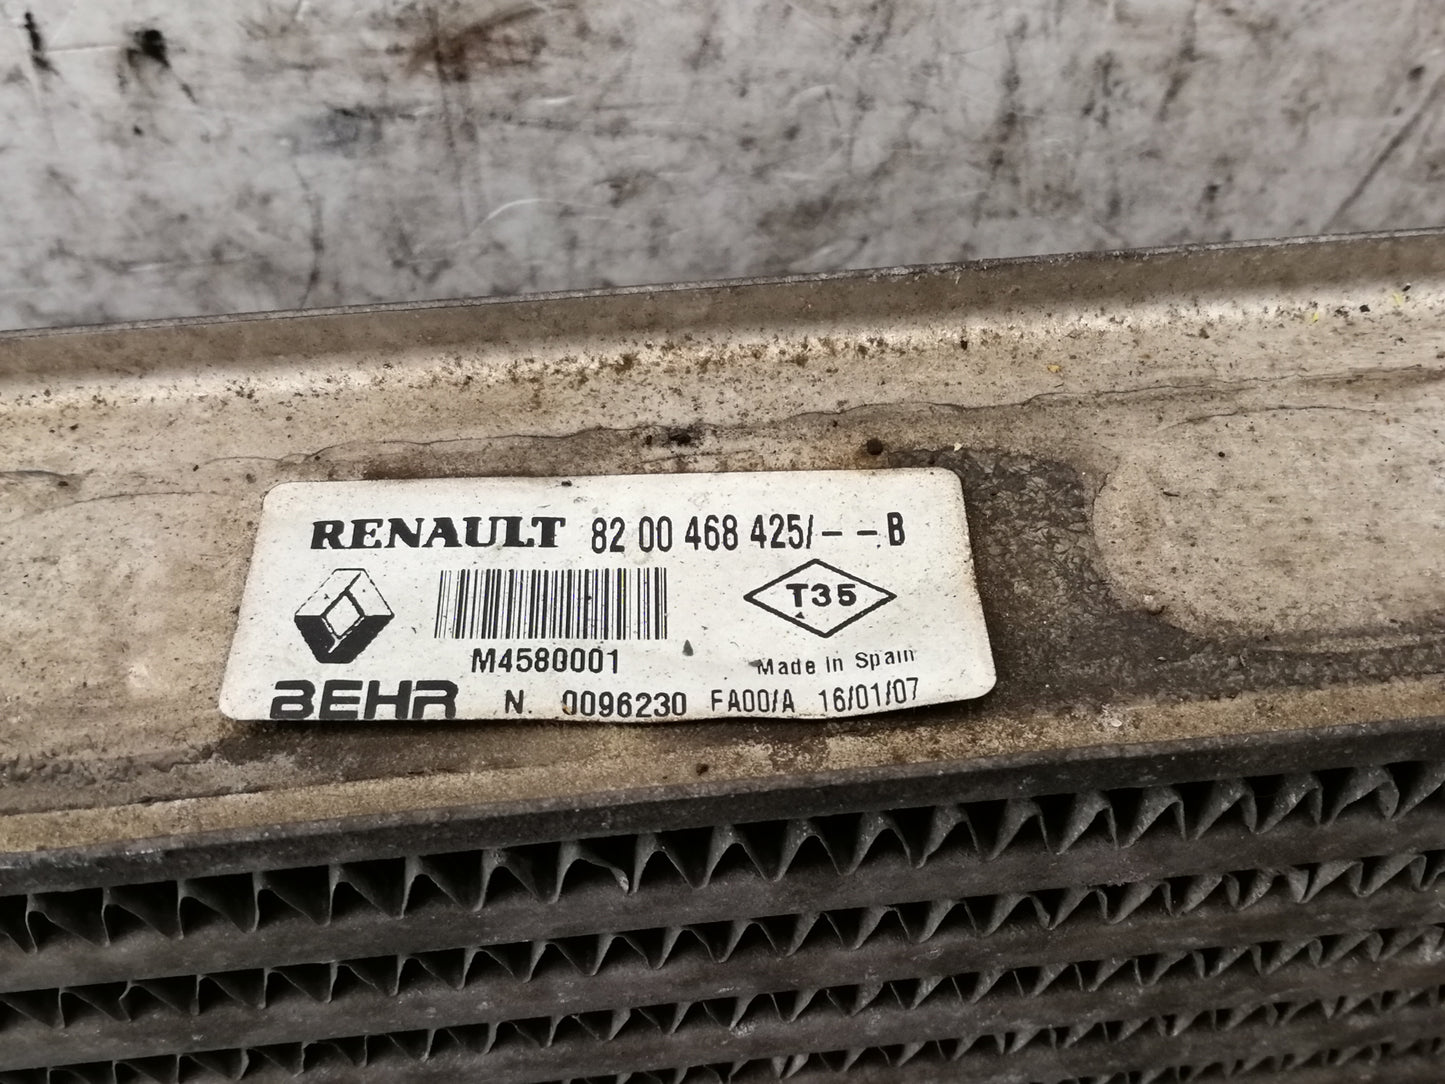 RENAULT 82 00 468 425/- - B
T35
M4580001
Made in Spain
BEHR N. 0096230 FA00/A 16/01/07